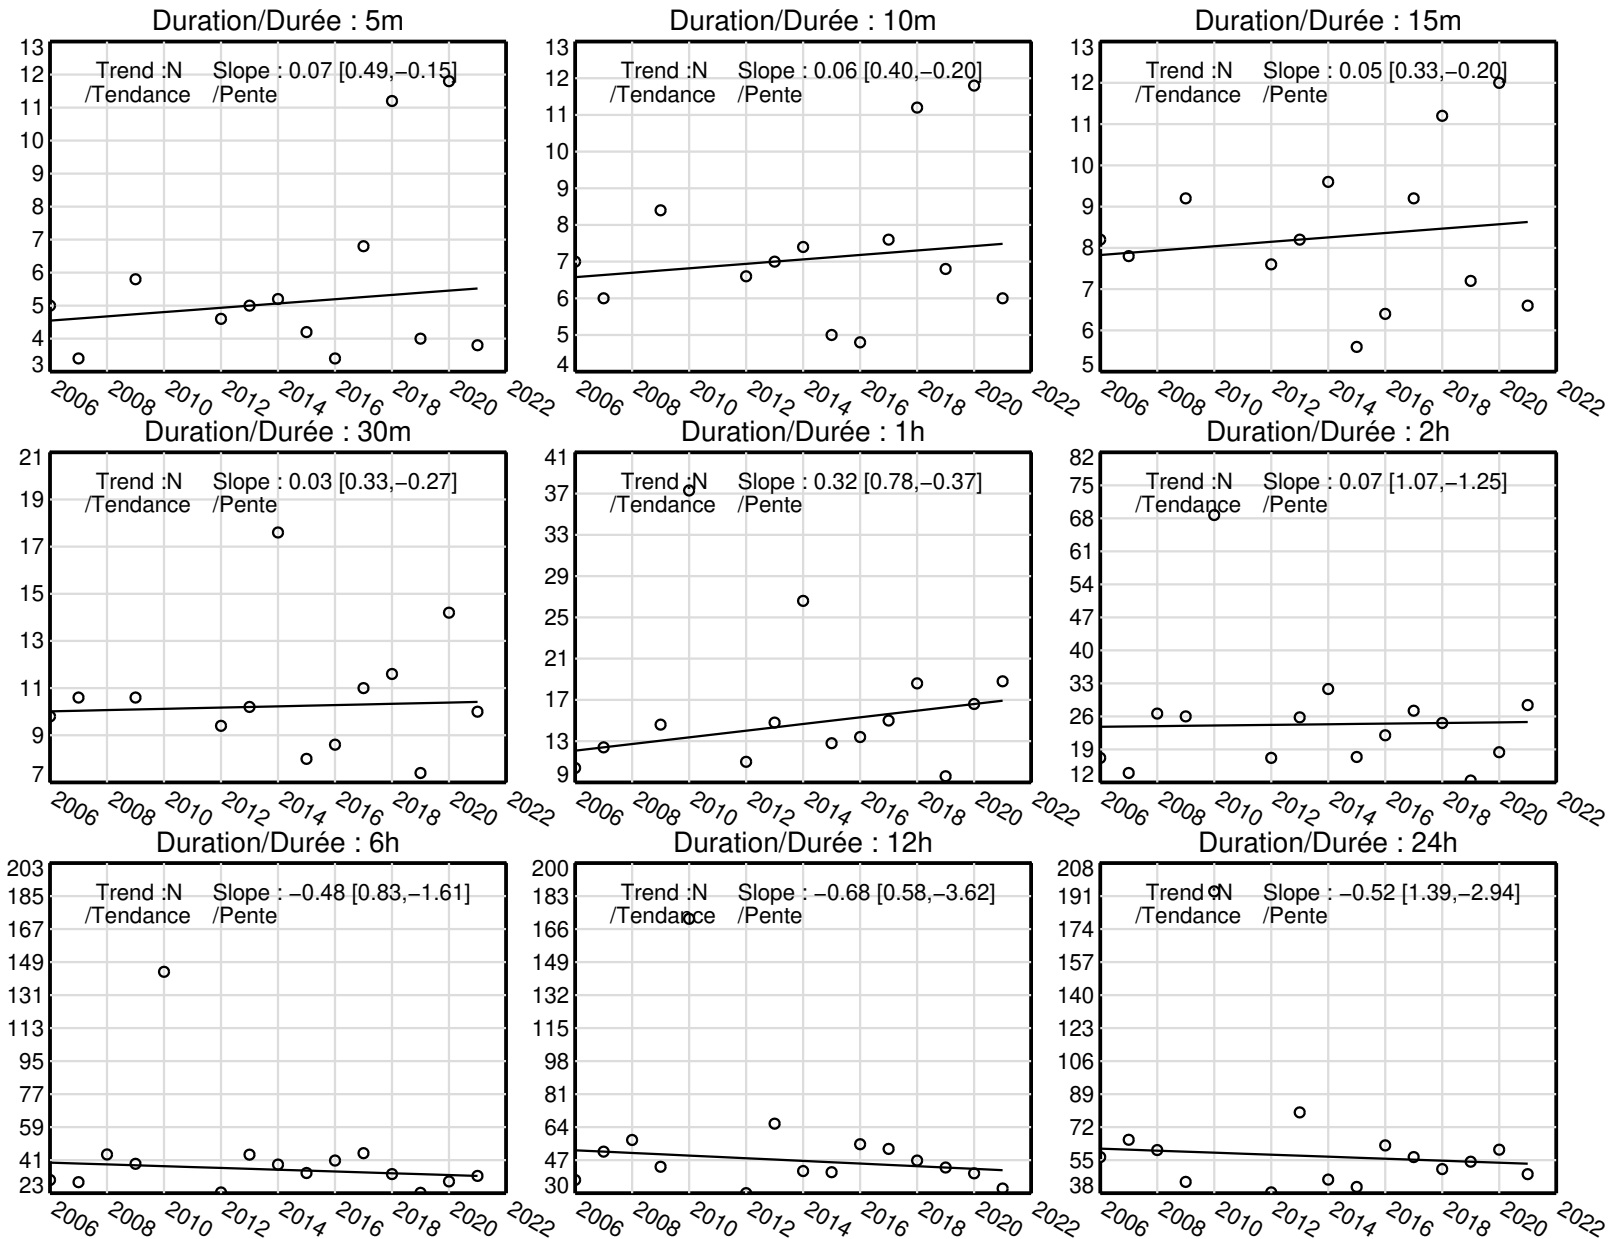 Duration/Durée : 5m
13
12
11
10
9
8
7
6
5
4
3
Trend :N Slope : 0.07 [0.49,−0.15]
/Tendance /Pente
2006 2008 2010 2012 2014 2016 2018 2020 2022
Duration/Durée : 10m
13
12
11
10
9
8
7
6
5
4
Trend :N Slope : 0.06 [0.40,−0.20]
/Tendance /Pente
2006 2008 2010 2012 2014 2016 2018 2020 2022
Duration/Durée : 15m
13
12
11
10
9
8
7
6
5
Trend :N Slope : 0.05 [0.33,−0.20]
/Tendance /Pente
2006 2008 2010 2012 2014 2016 2018 2020 2022
Duration/Durée : 30m
21
19
17
15
13
11
9
7
Trend :N Slope : 0.03 [0.33,−0.27]
/Tendance /Pente
2006 2008 2010 2012 2014 2016 2018 2020 2022
Duration/Durée : 1h
41
37
33
29
25
21
17
13
9
Trend :N Slope : 0.32 [0.78,−0.37]
/Tendance /Pente
2006 2008 2010 2012 2014 2016 2018 2020 2022
Duration/Durée : 2h
82
75
68
61
54
47
40
33
26
19
12
Trend :N Slope : 0.07 [1.07,−1.25]
/Tendance /Pente
2006 2008 2010 2012 2014 2016 2018 2020 2022
Duration/Durée : 6h
203
185
167
149
131
113
95
77
59
41
23
Trend :N Slope : −0.48 [0.83,−1.61]
/Tendance /Pente
2006 2008 2010 2012 2014 2016 2018 2020 2022
Duration/Durée : 12h
200
183
166
149
132
115
98
81
64
47
30
Trend :N Slope : −0.68 [0.58,−3.62]
/Tendance /Pente
2006 2008 2010 2012 2014 2016 2018 2020 2022
Duration/Durée : 24h
208
191
174
157
140
123
106
89
72
55
38
Trend :N Slope : −0.52 [1.39,−2.94]
/Tendance /Pente
2006 2008 2010 2012 2014 2016 2018 2020 2022